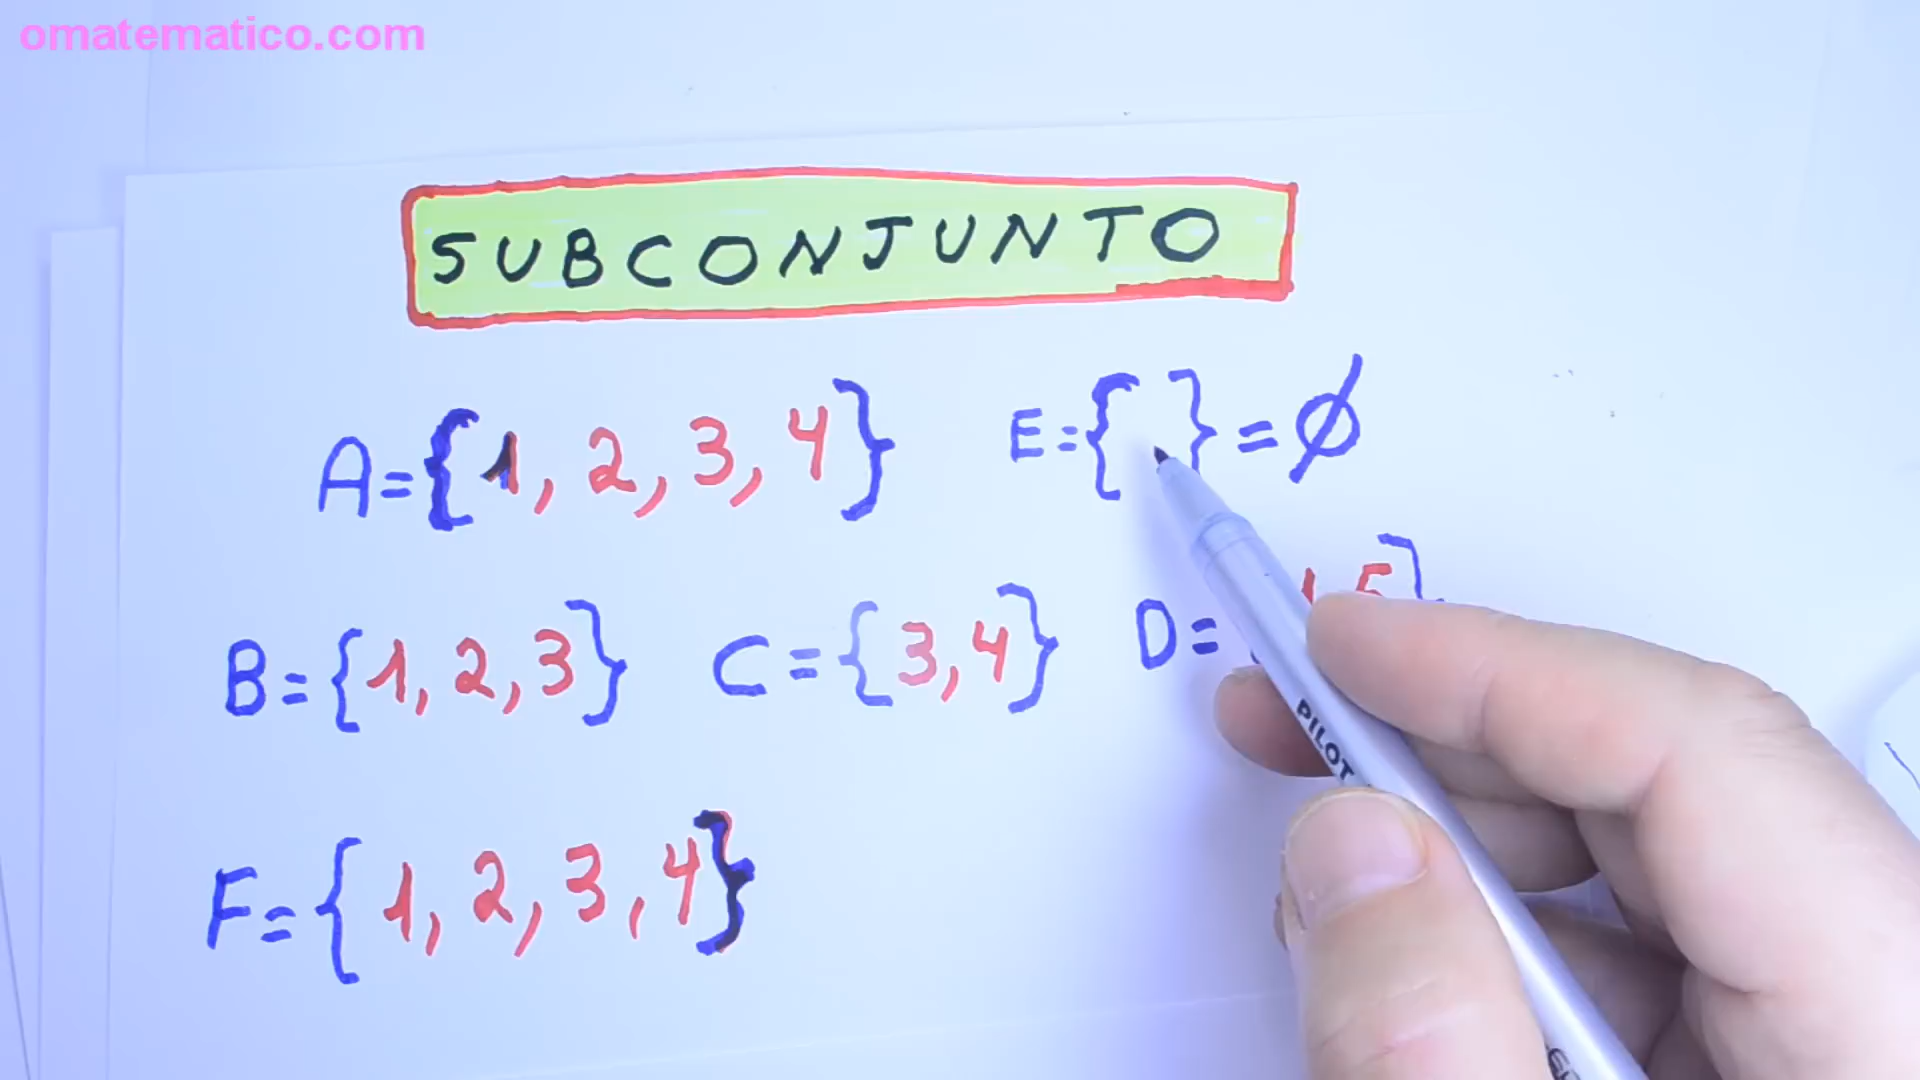 omatematico.com
SUBCONJUNTO
A={1, 2, 3, 4} E={ }=∅
B={1, 2, 3} C={3, 4} D=
F={1, 2, 3, 4}
PILOT